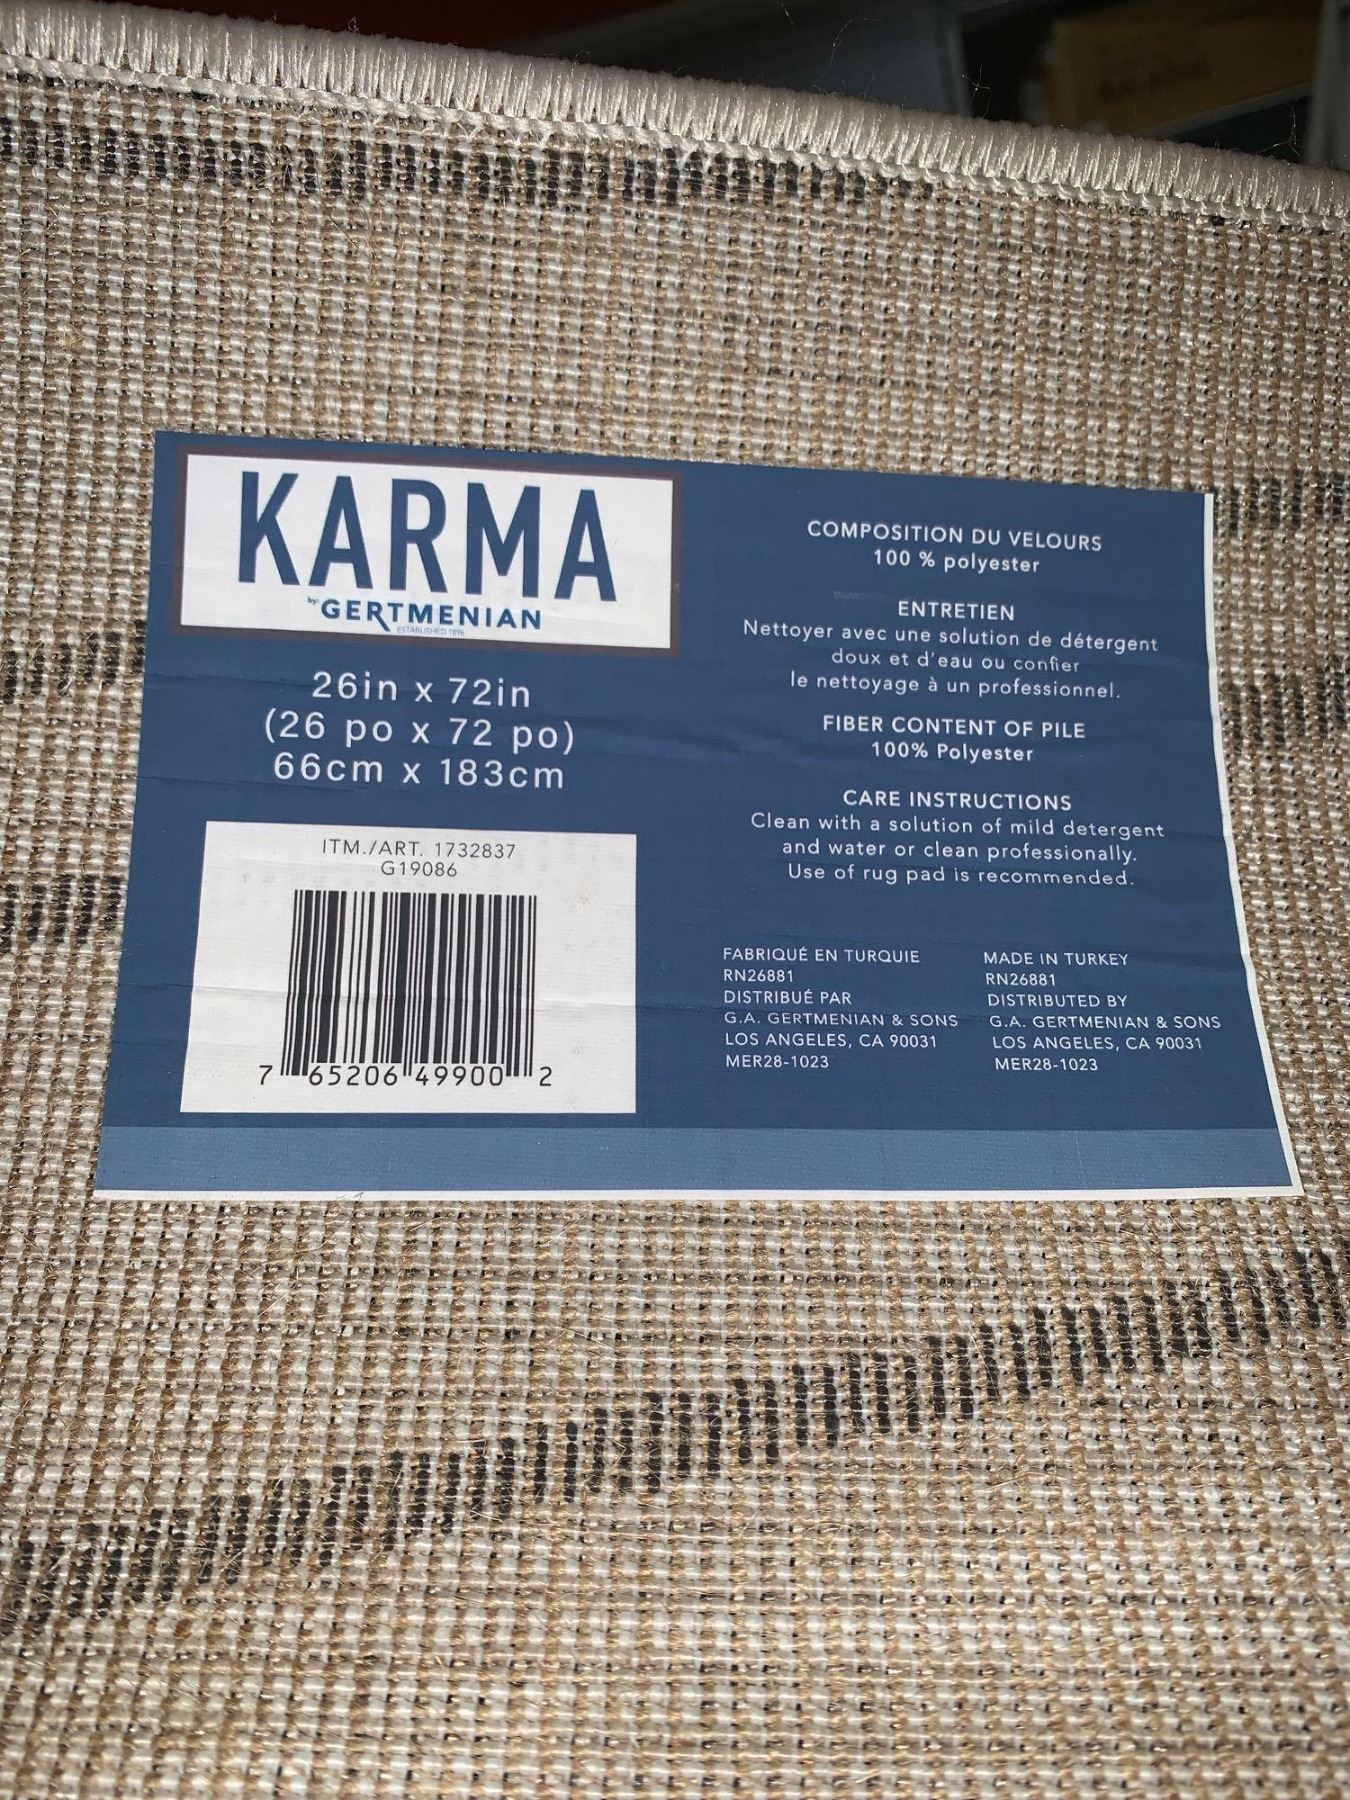 KARMA
by: GERTMENIAN
ESTABLISHED 1896
26in x 72in
(26 po x 72 po)
66cm x 183cm
ITM./ART. 1732837
G19086
7 65206 49900 2
COMPOSITION DU VELOURS
100 % polyester
ENTRETIEN
Nettoyer avec une solution de détergent
doux et d'eau ou confier
le nettoyage à un professionnel.
FIBER CONTENT OF PILE
100% Polyester
CARE INSTRUCTIONS
Clean with a solution of mild detergent
and water or clean professionally.
Use of rug pad is recommended.
FABRIQUÉ EN TURQUIE
RN26881
DISTRIBUÉ PAR
G.A. GERTMENIAN & SONS
LOS ANGELES, CA 90031
MER28-1023
MADE IN TURKEY
RN26881
DISTRIBUTED BY
G.A. GERTMENIAN & SONS
LOS ANGELES, CA 90031
MER28-1023